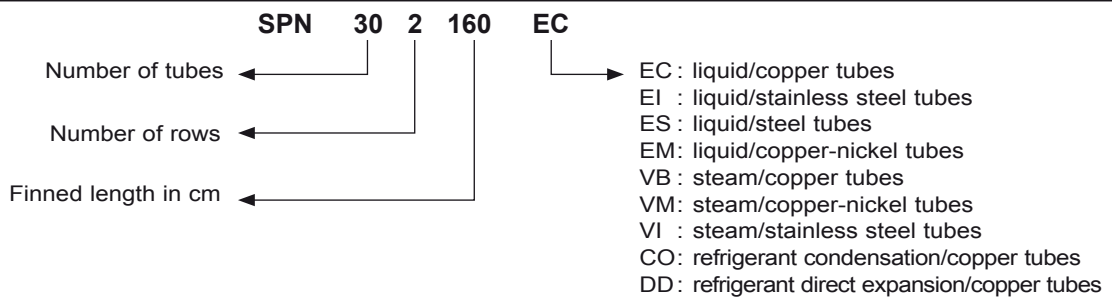 SPN 30 2 160 EC
Number of tubes
Number of rows
Finned length in cm
EC : liquid/copper tubes
EI : liquid/stainless steel tubes
ES : liquid/steel tubes
EM : liquid/copper-nickel tubes
VB : steam/copper tubes
VM : steam/copper-nickel tubes
VI : steam/stainless steel tubes
CO : refrigerant condensation/copper tubes
DD : refrigerant direct expansion/copper tubes